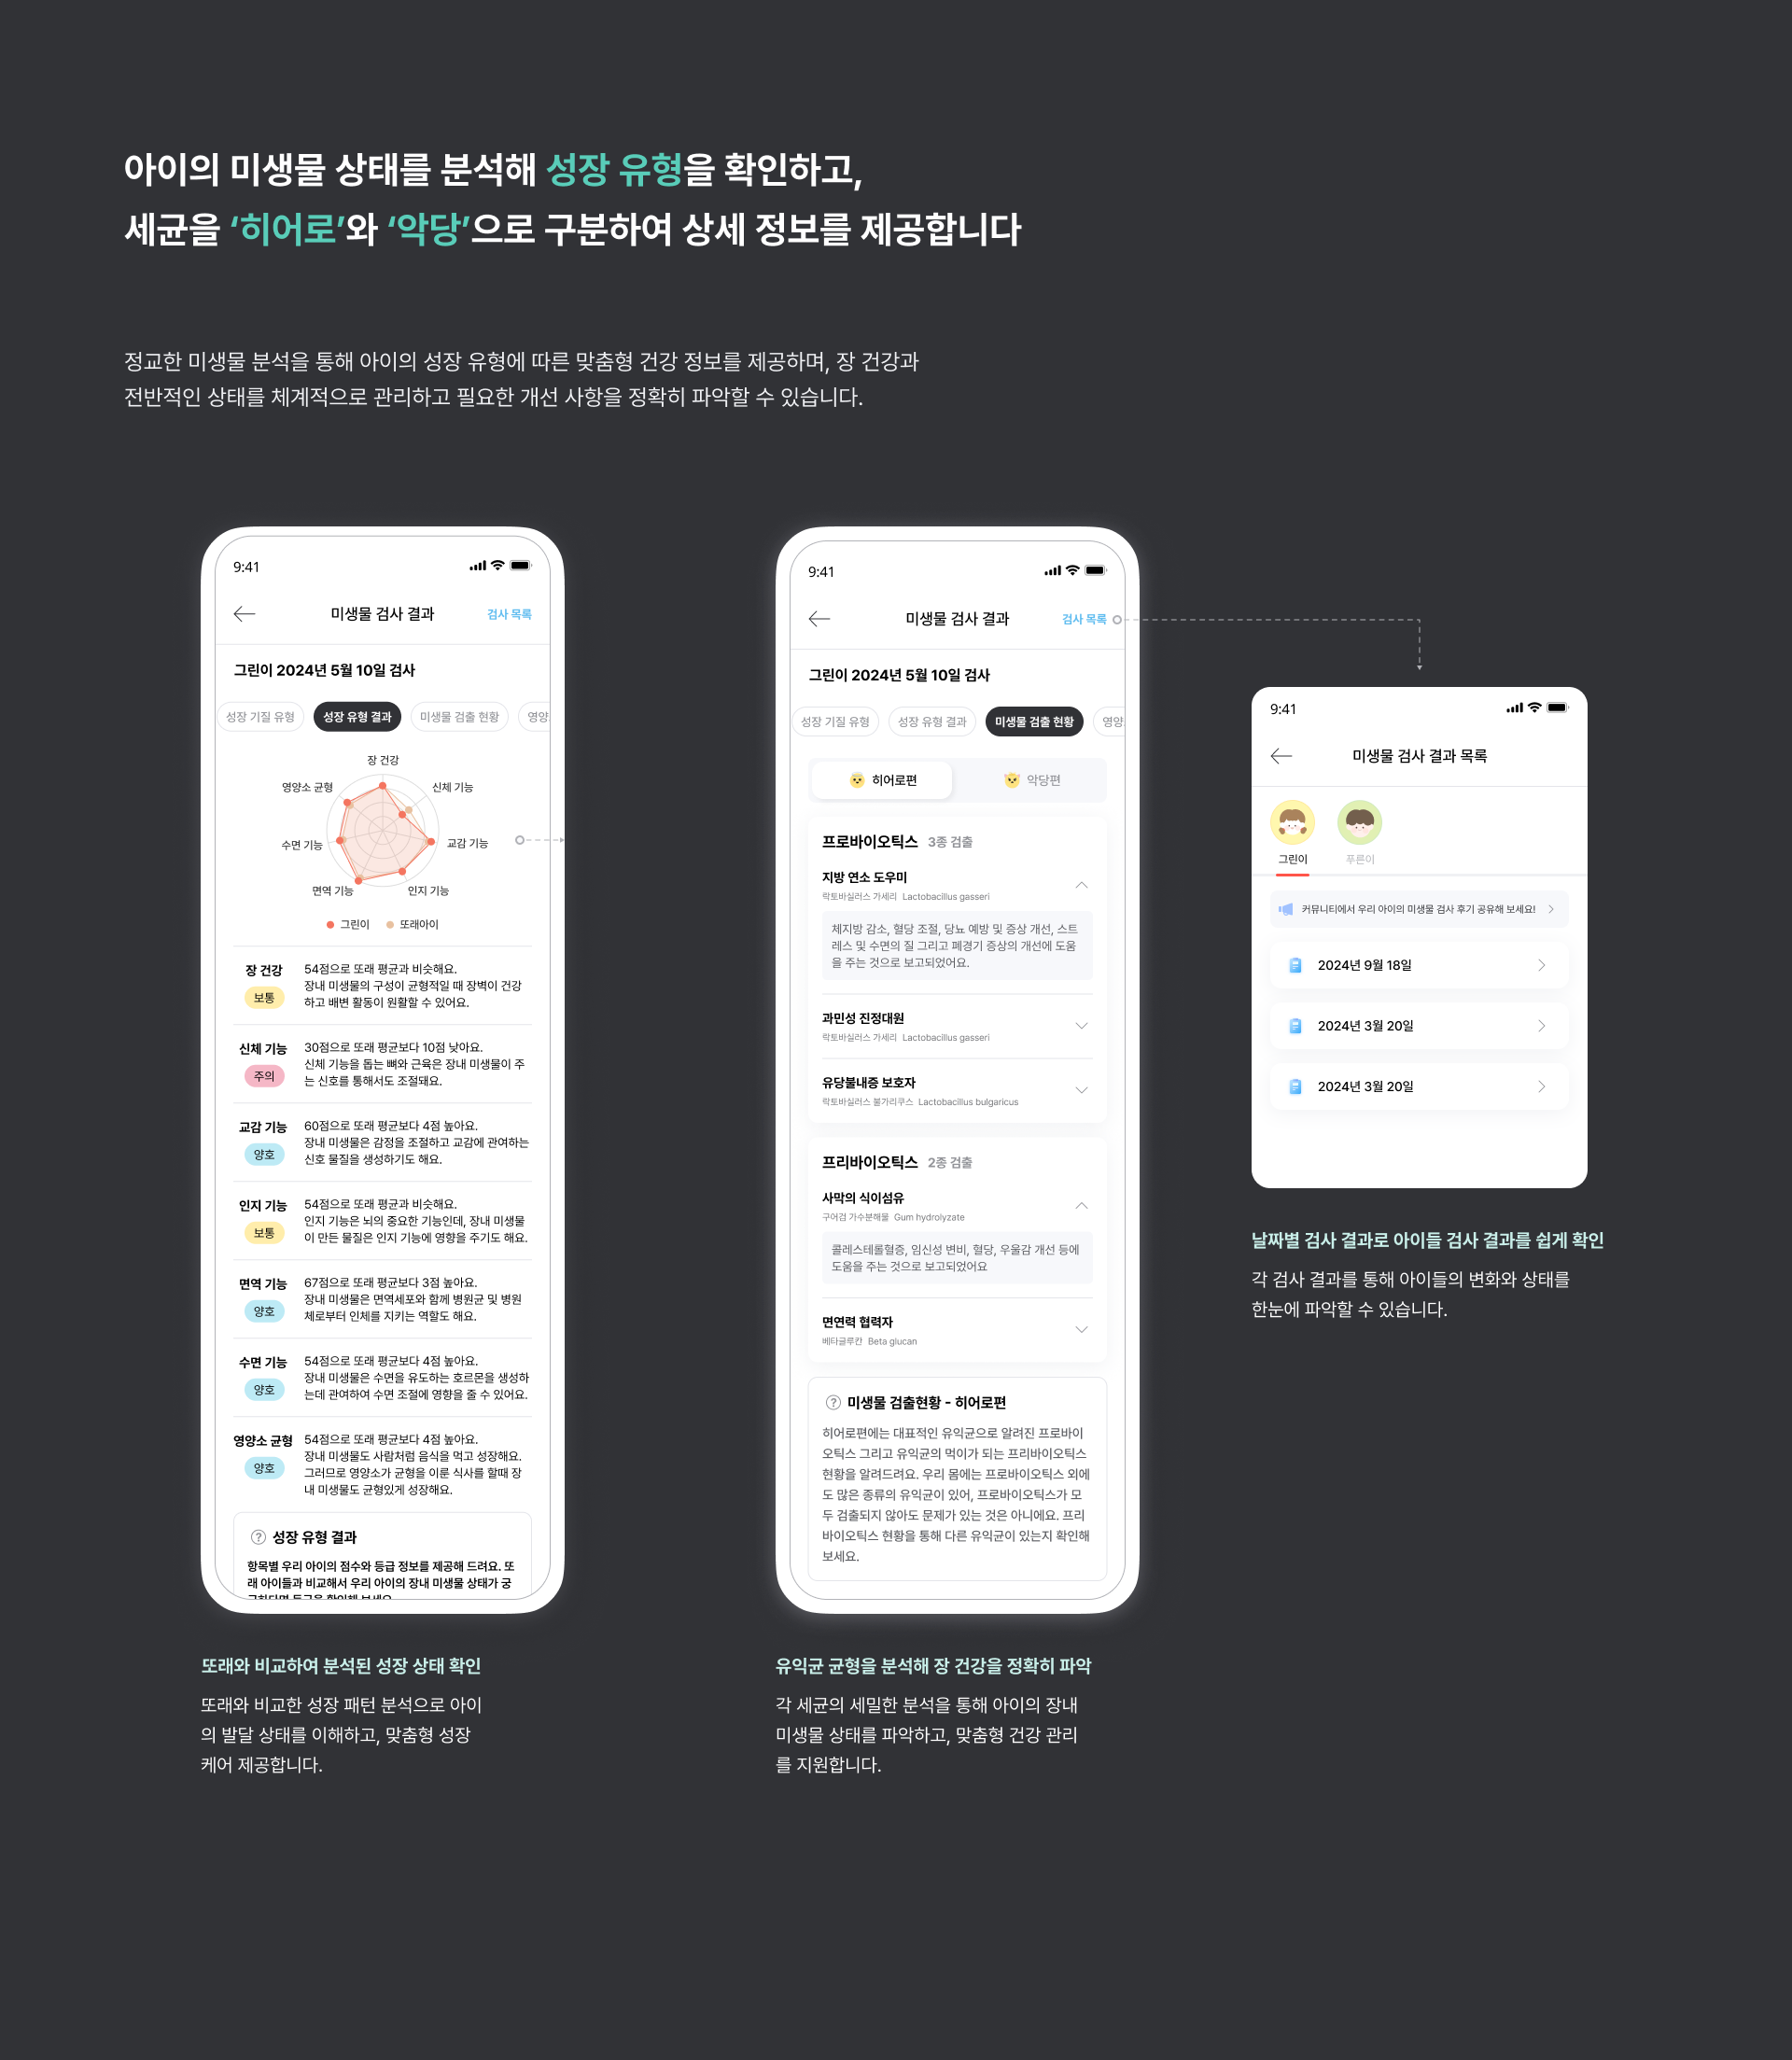 아이의 미생물 상태를 분석해 성장 유형을 확인하고,
세균을 ‘히어로’와 ‘악당’으로 구분하여 상세 정보를 제공합니다
정교한 미생물 분석을 통해 아이의 성장 유형에 따른 맞춤형 건강 정보를 제공하며, 장 건강과
전반적인 상태를 체계적으로 관리하고 필요한 개선 사항을 정확히 파악할 수 있습니다.
9:41
미생물 검사 결과
검사 목록
그린이 2024년 5월 10일 검사
성장 기질 유형
성장 유형 결과
미생물 검출 현황
영양
장 건강
영양소 균형
신체 기능
수면 기능
교감 기능
면역 기능
인지 기능
그린이
또래아이
장 건강
보통
54점으로 또래 평균과 비슷해요.
장내 미생물의 구성이 균형적일 때 장벽이 건강
하고 배변 활동이 원활할 수 있어요.
신체 기능
주의
30점으로 또래 평균보다 10점 낮아요.
신체 기능을 돕는 뼈와 근육은 장내 미생물이 주
는 신호를 통해서도 조절돼요.
교감 기능
양호
60점으로 또래 평균보다 4점 높아요.
장내 미생물은 감정을 조절하고 교감에 관여하는
신호 물질을 생성하기도 해요.
인지 기능
보통
54점으로 또래 평균과 비슷해요.
인지 기능은 뇌의 중요한 기능인데, 장내 미생물
이 만든 물질은 인지 기능에 영향을 주기도 해요.
면역 기능
양호
67점으로 또래 평균보다 3점 높아요.
장내 미생물은 면역세포와 함께 병원균 및 병원
체로부터 인체를 지키는 역할도 해요.
수면 기능
양호
54점으로 또래 평균보다 4점 높아요.
장내 미생물은 수면을 유도하는 호르몬을 생성하
는데 관여하여 수면 조절에 영향을 줄 수 있어요.
영양소 균형
양호
54점으로 또래 평균보다 4점 높아요.
장내 미생물도 사람처럼 음식을 먹고 성장해요.
그러므로 영양소가 균형을 이룬 식사를 할때 장
내 미생물도 균형있게 성장해요.
성장 유형 결과
항목별 우리 아이의 점수와 등급 정보를 제공해 드려요. 또
래 아이들과 비교해서 우리 아이의 장내 미생물 상태가 궁
또래와 비교하여 분석된 성장 상태 확인
또래와 비교한 성장 패턴 분석으로 아이
의 발달 상태를 이해하고, 맞춤형 성장
케어 제공합니다.
9:41
미생물 검사 결과
검사 목록
그린이 2024년 5월 10일 검사
성장 기질 유형
성장 유형 결과
미생물 검출 현황
영양
히어로편
악당편
프로바이오틱스 3종 검출
지방 연소 도우미
락토바실러스 가세리 Lactobacillus gasseri
체지방 감소, 혈당 조절, 당뇨 예방 및 증상 개선, 스트
레스 및 수면의 질 그리고 폐경기 증상의 개선에 도움
을 주는 것으로 보고되었어요.
과민성 진정대원
락토바실러스 가세리 Lactobacillus gasseri
유당불내증 보호자
락토바실러스 불가리쿠스 Lactobacillus bulgaricus
프리바이오틱스 2종 검출
사막의 식이섬유
구어검 가수분해물 Gum hydrolyzate
콜레스테롤혈증, 임신성 변비, 혈당, 우울감 개선 등에
도움을 주는 것으로 보고되었어요
면연력 협력자
베타글루칸 Beta glucan
미생물 검출현황 - 히어로편
히어로편에는 대표적인 유익균으로 알려진 프로바이
오틱스 그리고 유익균의 먹이가 되는 프리바이오틱스
현황을 알려드려요. 우리 몸에는 프로바이오틱스 외에
도 많은 종류의 유익균이 있어, 프로바이오틱스가 모
두 검출되지 않아도 문제가 있는 것은 아니에요. 프리
바이오틱스 현황을 통해 다른 유익균이 있는지 확인해
보세요.
유익균 균형을 분석해 장 건강을 정확히 파악
각 세균의 세밀한 분석을 통해 아이의 장내
미생물 상태를 파악하고, 맞춤형 건강 관리
를 지원합니다.
9:41
미생물 검사 결과 목록
그린이
푸른이
커뮤니티에서 우리 아이의 미생물 검사 후기 공유해 보세요!
2024년 9월 18일
2024년 3월 20일
2024년 3월 20일
날짜별 검사 결과로 아이들 검사 결과를 쉽게 확인
각 검사 결과를 통해 아이들의 변화와 상태를
한눈에 파악할 수 있습니다.